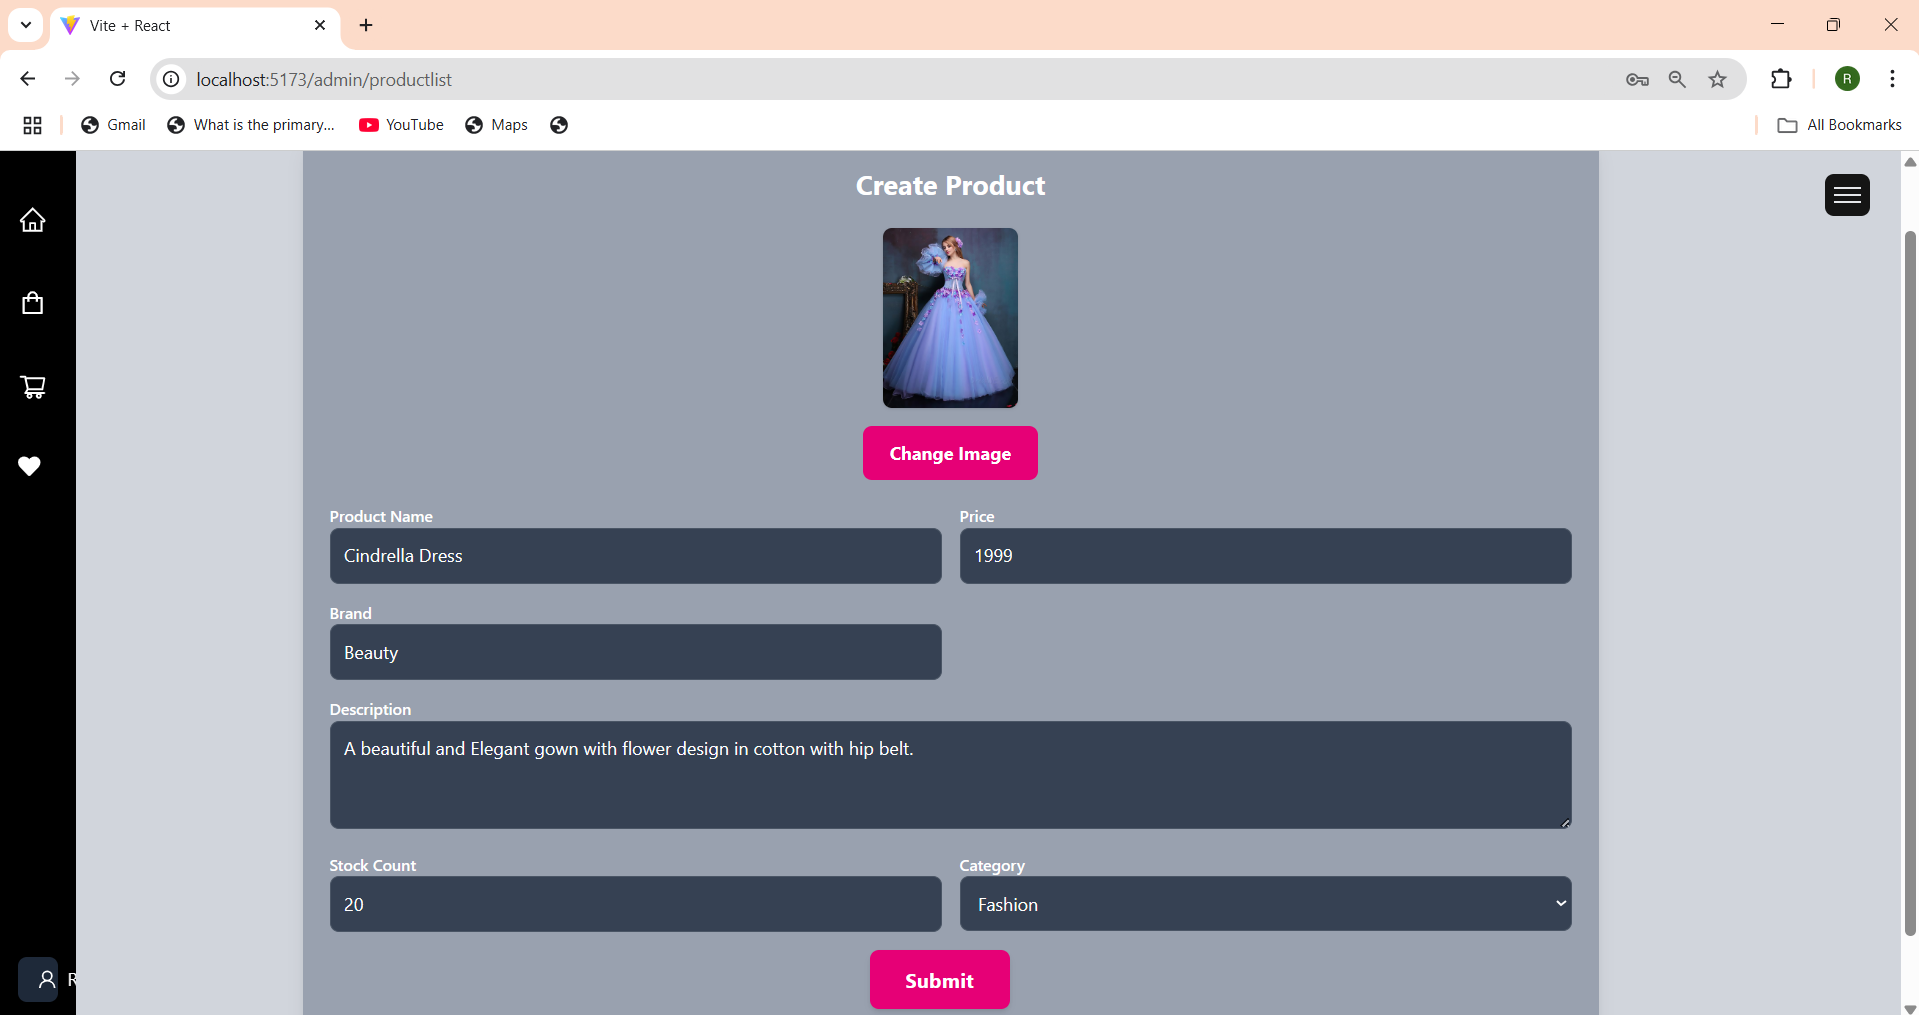 Vite + React
localhost:5173/admin/productlist
R
Gmail
What is the primary...
YouTube
Maps
All Bookmarks
Create Product
Change Image
Product Name
Price
Cindrella Dress
1999
Brand
Beauty
Description
A beautiful and Elegant gown with flower design in cotton with hip belt.
Stock Count
Category
20
Fashion
R
Submit